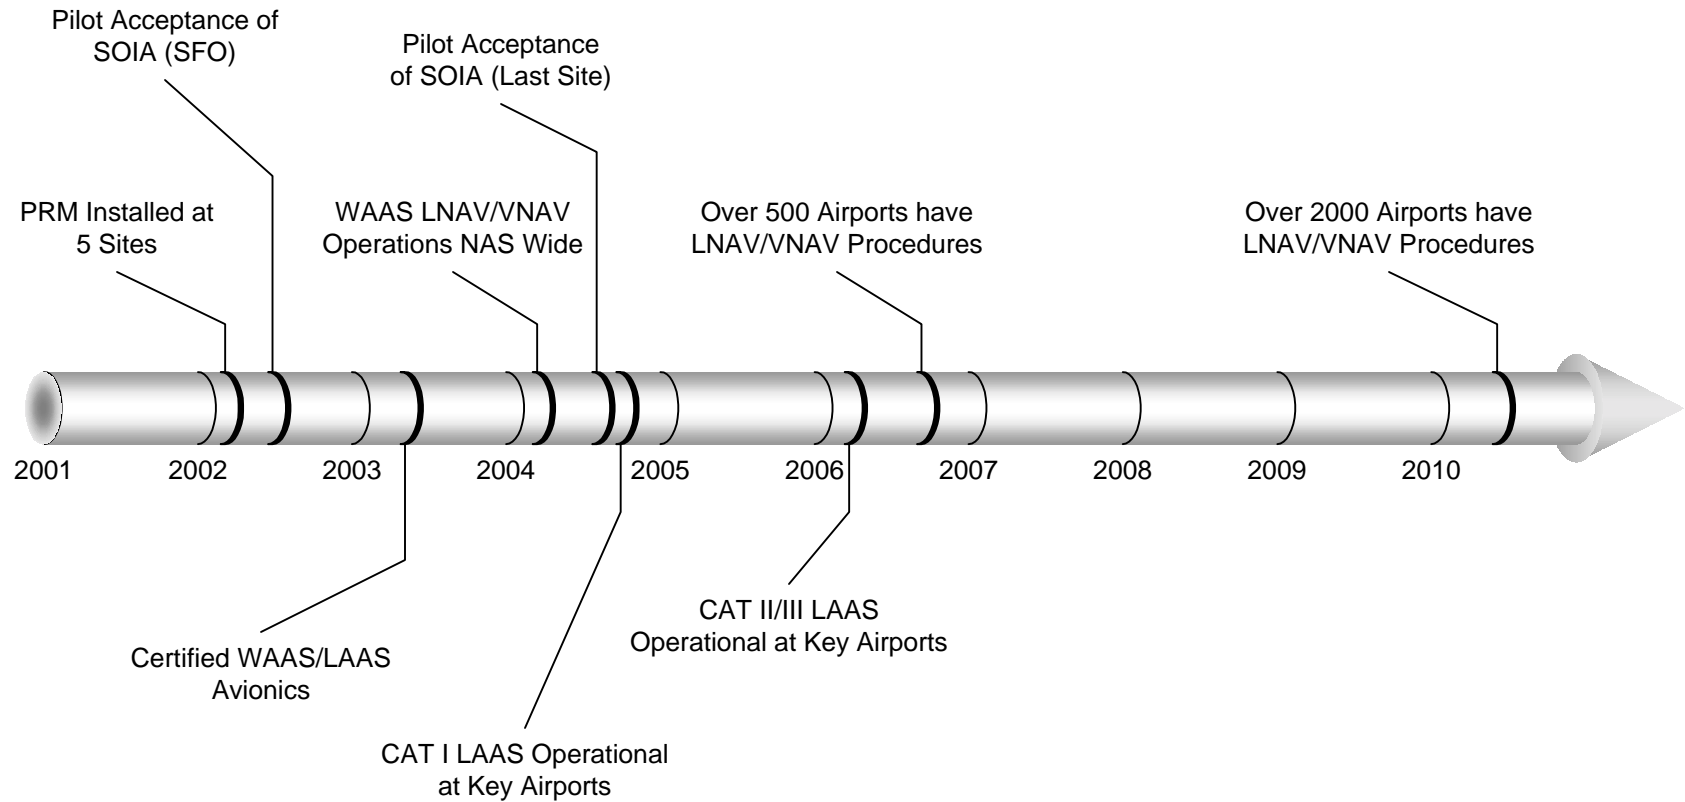 Pilot Acceptance of
SOIA (SFO)
Pilot Acceptance
of SOIA (Last Site)
PRM Installed at
5 Sites
WAAS LNAV/VNAV
Operations NAS Wide
Over 500 Airports have
LNAV/VNAV Procedures
Over 2000 Airports have
LNAV/VNAV Procedures
2001 2002 2003 2004 2005 2006 2007 2008 2009 2010
CAT II/III LAAS
Operational at Key Airports
Certified WAAS/LAAS
Avionics
CAT I LAAS Operational
at Key Airports